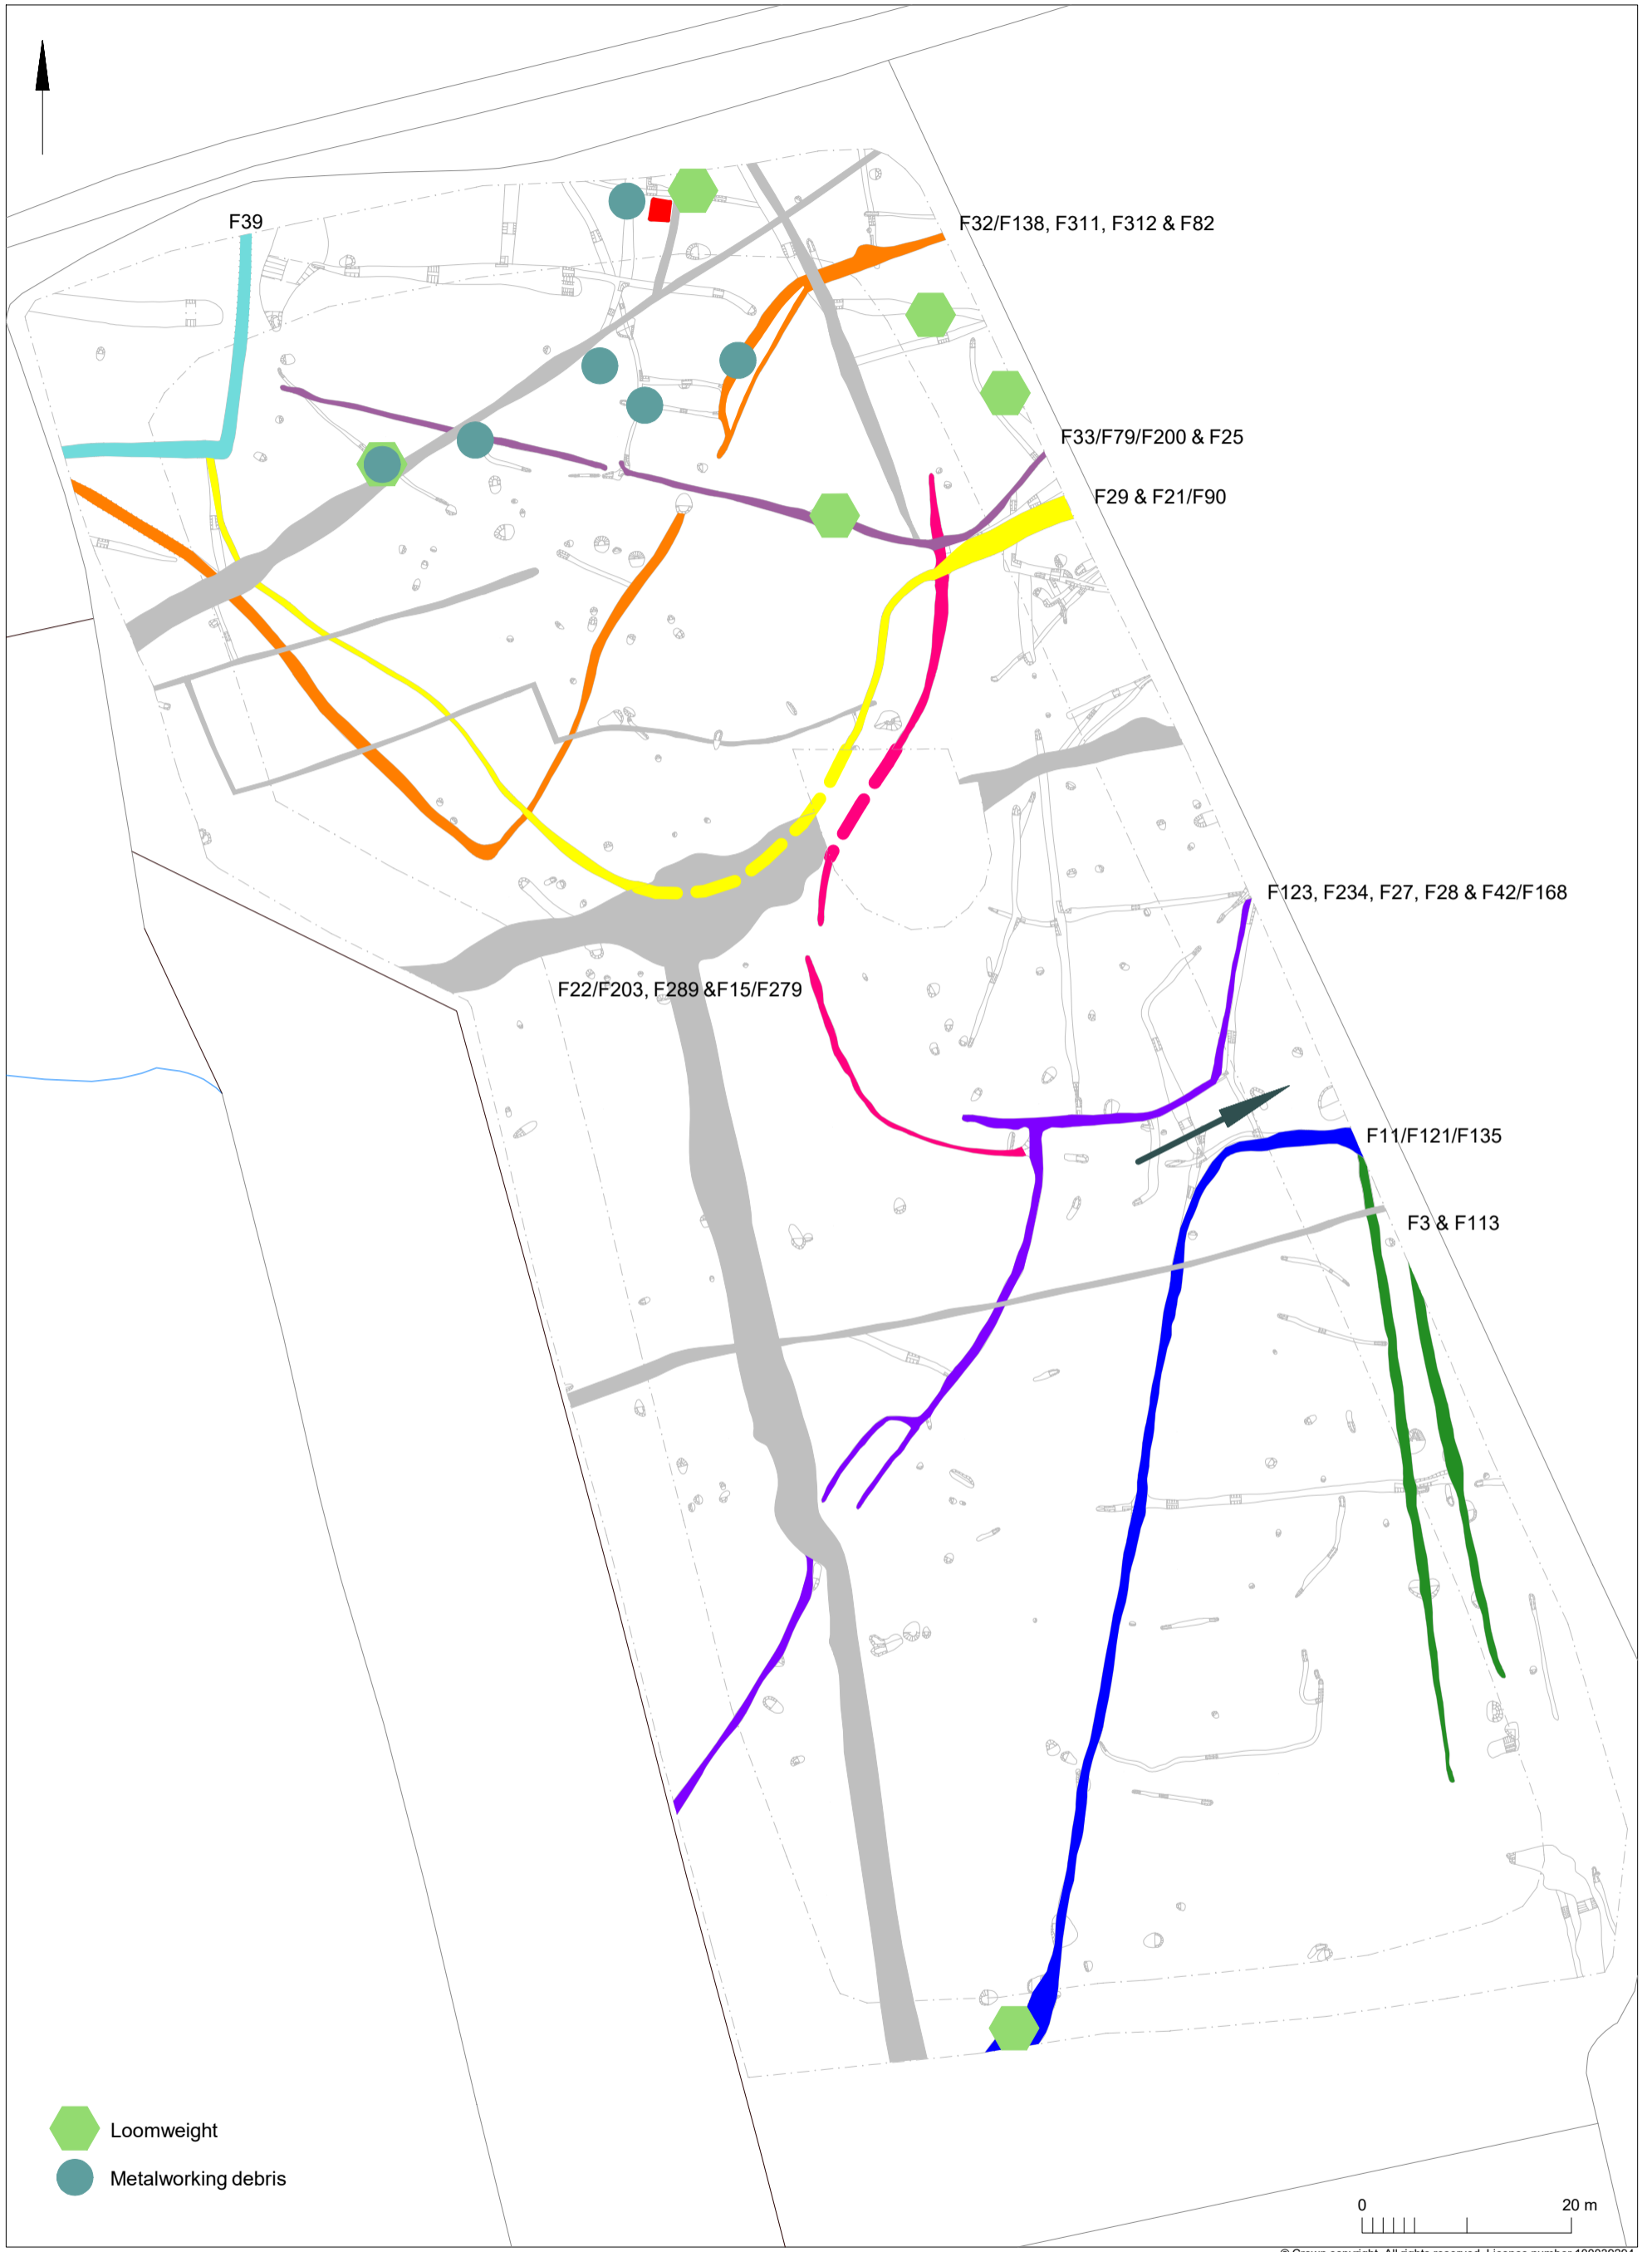 F39
F32/F138, F311, F312 & F82
F33/F79/F200 & F25
F29 & F21/F90
F123, F234, F27, F28 & F42/F168
F22/F203, F289 &F15/F279
F11/F121/F135
F3 & F113
Loomweight
Metalworking debris
0 20 m